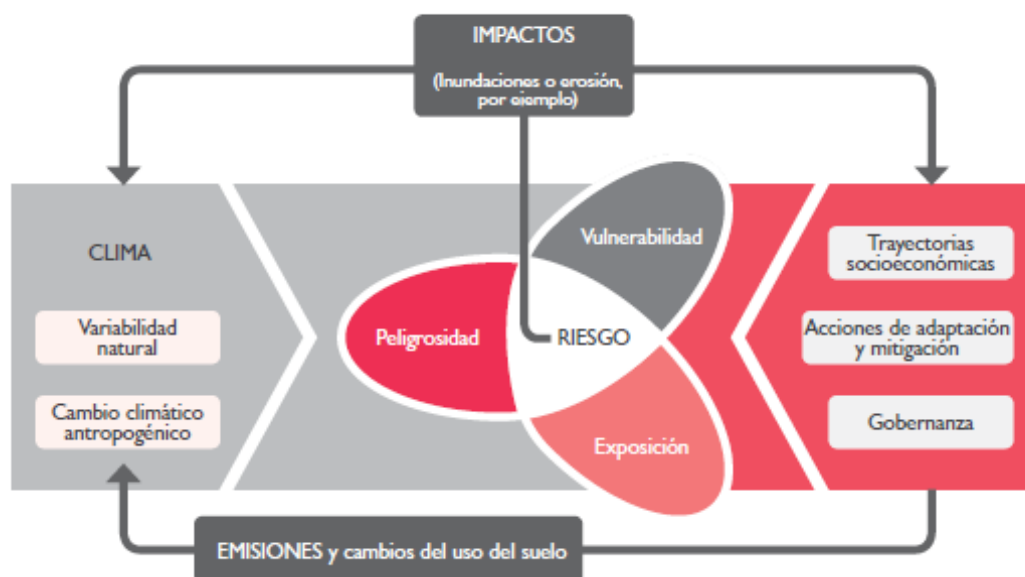 IMPACTOS
(Inundaciones o erosión,
por ejemplo)
CLIMA
Variabilidad
natural
Cambio climático
antropogénico
Peligrosidad
Vulnerabilidad
RIESGO
Exposición
Trayectorias
socioeconómicas
Acciones de adaptación
y mitigación
Gobernanza
EMISIONES y cambios del uso del suelo